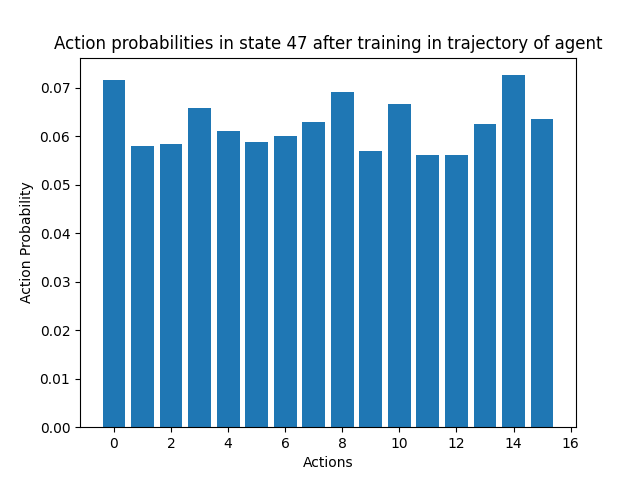 Action probabilities in state 47 after training in trajectory of agent
0.07
0.06
0.05
0.04
0.03
0.02
0.01
0.00
Action Probability
0 2 4 6 8 10 12 14 16
Actions